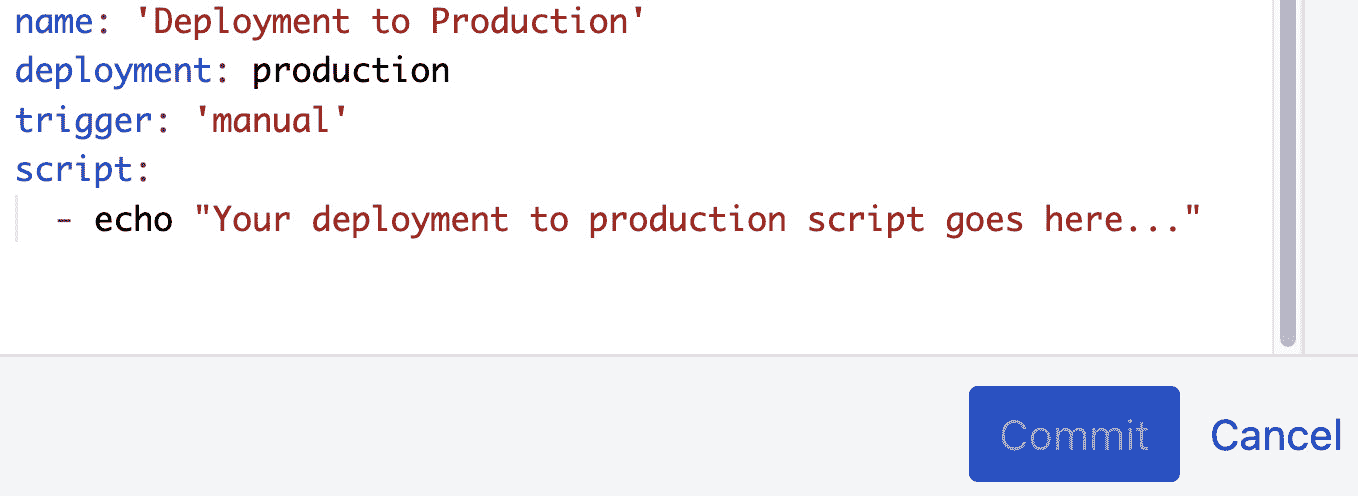 name: 'Deployment to Production'
deployment: production
trigger: 'manual'
script:
  - echo "Your deployment to production script goes here..."
Commit Cancel